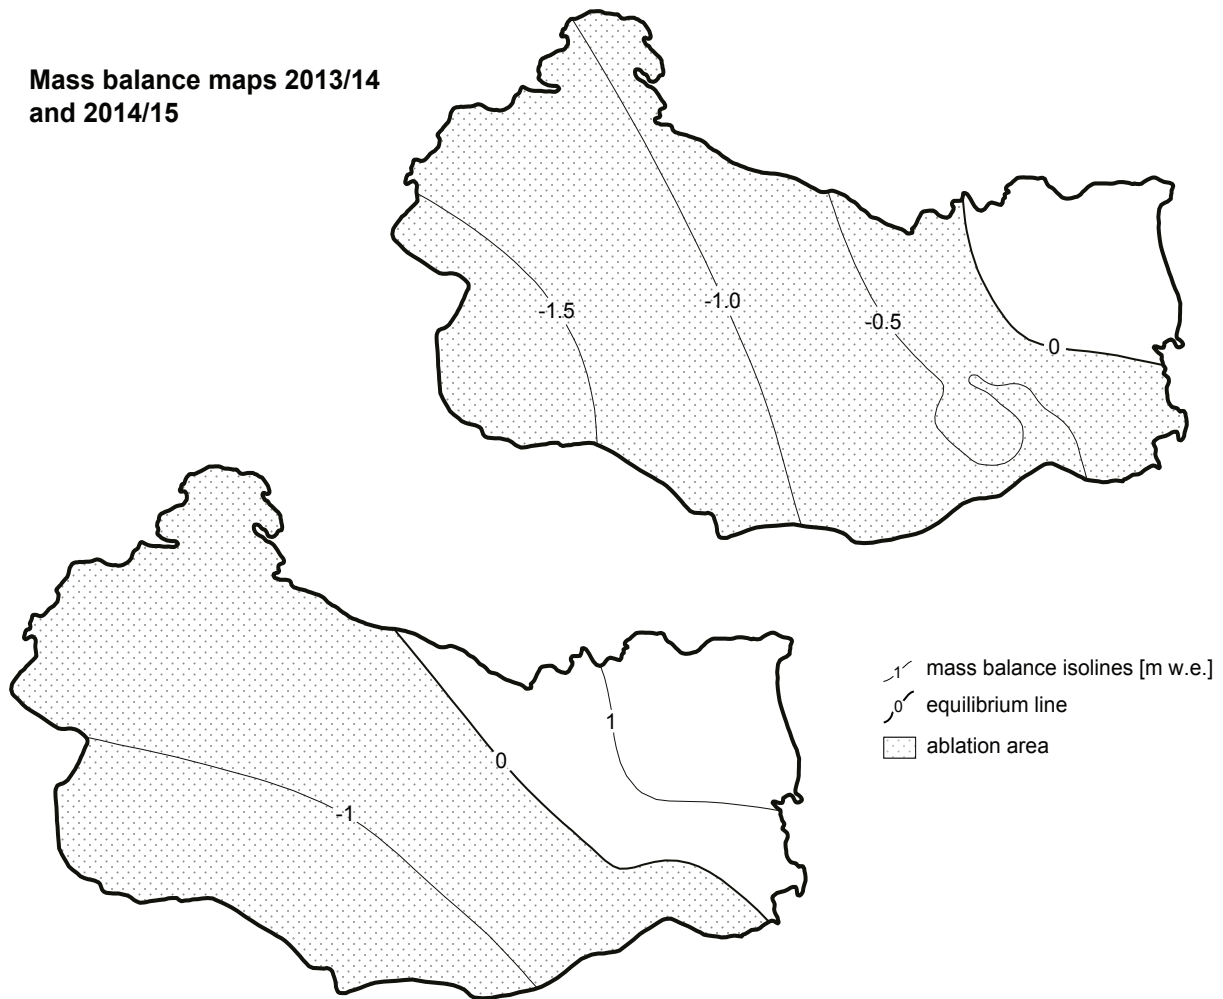 Mass balance maps 2013/14
and 2014/15
-1.5
-1.0
-0.5
0
1
0
-1
1 mass balance isolines [m w.e.]
0 equilibrium line
ablation area